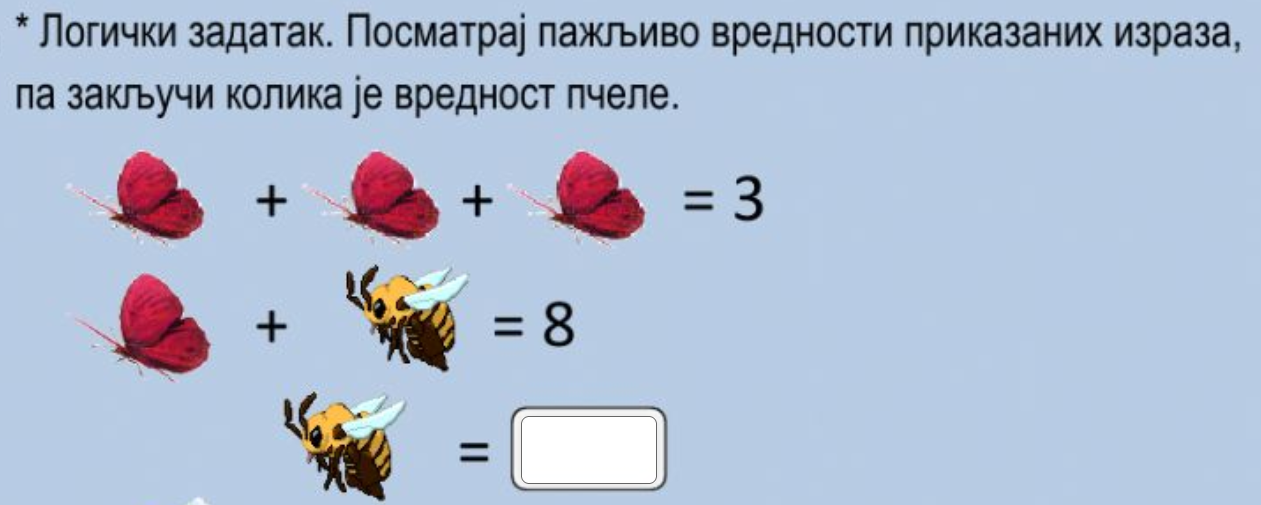 * Логички задатак. Посматрај пажљиво вредности приказаних израза,
па закључи колика је вредност пчеле.
+ + = 3
+ = 8
=